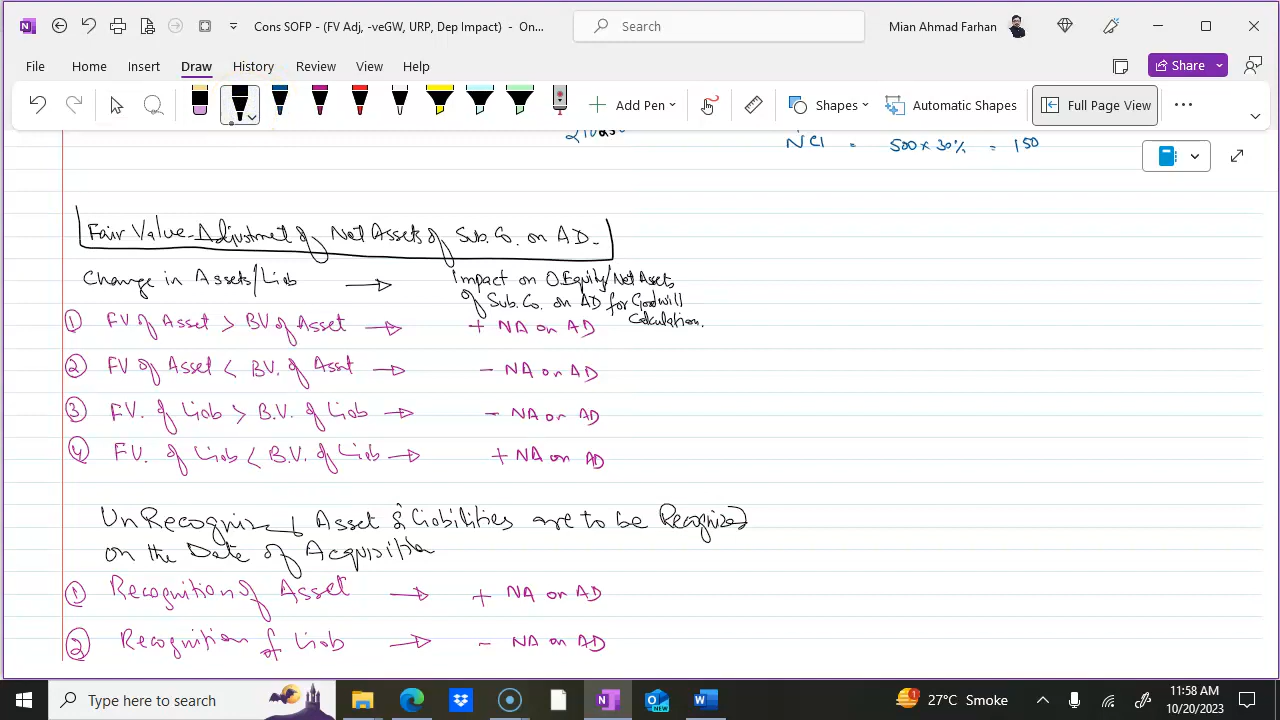 Cons SOFP - (FV Adj, -veGW, URP, Dep Impact) - On...
Search
Mian Ahmad Farhan
File Home Insert Draw History Review View Help
Share
Add Pen
Shapes
Automatic Shapes
Full Page View
NCI = 500 × 30% = 150
Fair Value Adjustment of Net Assets of Sub. Co. on AD.
Change in Assets/Liab → Impact on O.Equity/Net Assets
of Sub. Co. on AD for Goodwill
Calculation.
① FV of Asset > BV of Asset → + NA on AD
② FV of Asset < BV. of Asset → - NA on AD
③ FV. of Liab > B.V. of Liab → - NA on AD
④ FV. of Liab < B.V. of Liab → + NA on AD
UnRecognized Asset & Liabilities are to be Recognized
on the Date of Acquisition
① Recognition of Asset → + NA on AD
② Recognition of Liab → - NA on AD
Type here to search
27°C Smoke
11:58 AM
10/20/2023